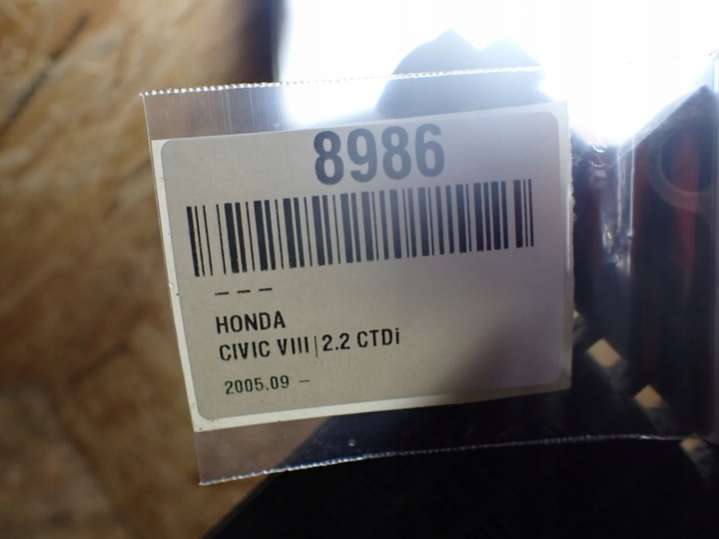 8986
– – –
HONDA
CIVIC VIII|2.2 CTDi
2005.09 –